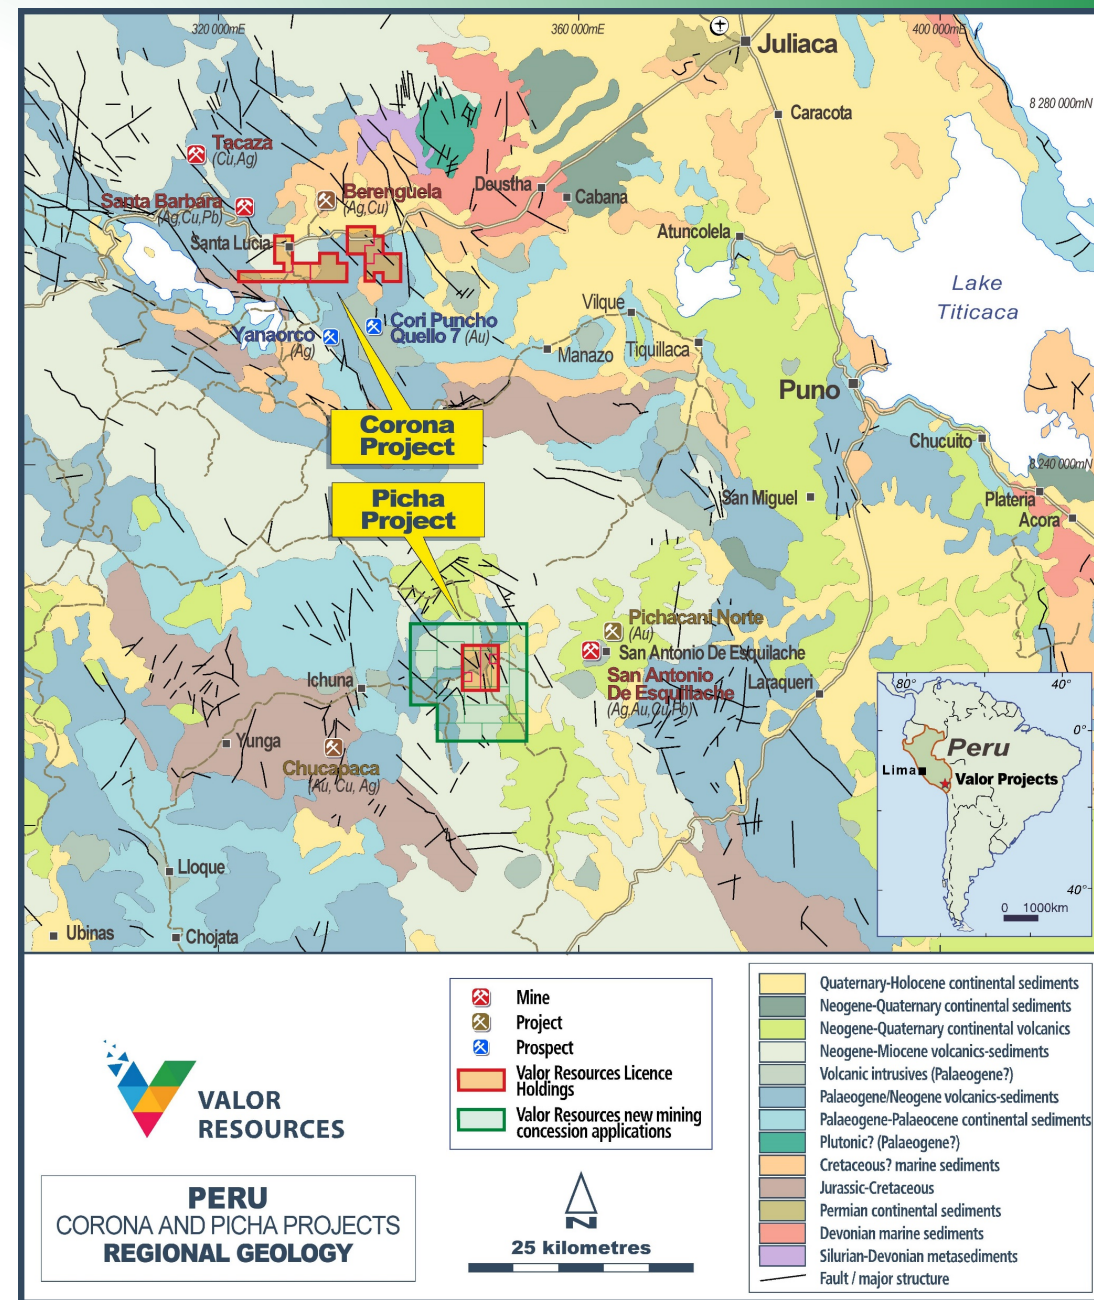 320 000mE
360 000mE
400 000mE
Juliaca
8 280 000mN
Caracota
Tacaza
(Cu,Ag)
Deustha
Cabana
Berenguela
(Ag,Cu)
Santa Barbara
(Ag,Cu,Pb)
Santa Lucia
Atuncolela
Lake
Titicaca
Vilque
Cori Puncho
Quello 7 (Au)
Yanaorco
(Ag)
Manazo
Tiquillaca
Puno
Corona
Project
Chucuito
8 240 000mN
Picha
Project
San Miguel
Plateria
Acora
Pichacani Norte
(Au)
San Antonio De Esquilache
San Antonio
De Esquillache
(Ag,Au,Cu,Pb)
Laraqueri
Ichuna
Yunga
Chucapaca
(Au, Cu, Ag)
Lloque
Ubinas
Chojata
80°
40°
0°
Peru
Lima
Valor Projects
40°
0 1000km
VALOR
RESOURCES
PERU
CORONA AND PICHA PROJECTS
REGIONAL GEOLOGY
Mine
Project
Prospect
Valor Resources Licence
Holdings
Valor Resources new mining
concession applications
N
25 kilometres
Quaternary-Holocene continental sediments
Neogene-Quaternary continental sediments
Neogene-Quaternary continental volcanics
Neogene-Miocene volcanics-sediments
Volcanic intrusives (Palaeogene?)
Palaeogene/Neogene volcanics-sediments
Palaeogene-Palaeocene continental sediments
Plutonic? (Palaeogene?)
Cretaceous? marine sediments
Jurassic-Cretaceous
Permian continental sediments
Devonian marine sediments
Silurian-Devonian metasediments
Fault / major structure